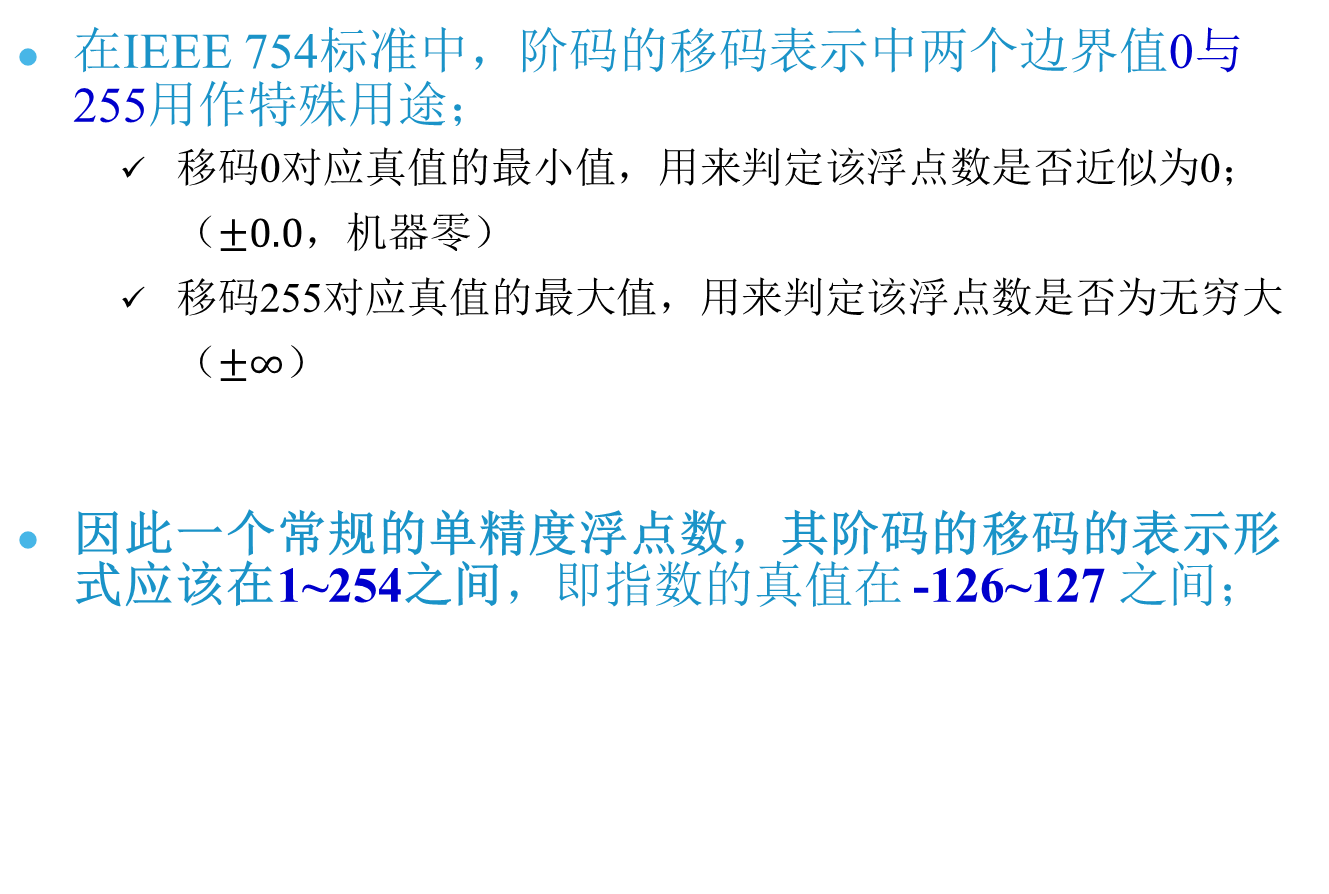 • 在IEEE 754标准中，阶码的移码表示中两个边界值0与
255用作特殊用途；
✓ 移码0对应真值的最小值，用来判定该浮点数是否近似为0；
（±0.0，机器零）
✓ 移码255对应真值的最大值，用来判定该浮点数是否为无穷大
（±∞）
• 因此一个常规的单精度浮点数，其阶码的移码的表示形
式应该在1~254之间，即指数的真值在 -126~127 之间；